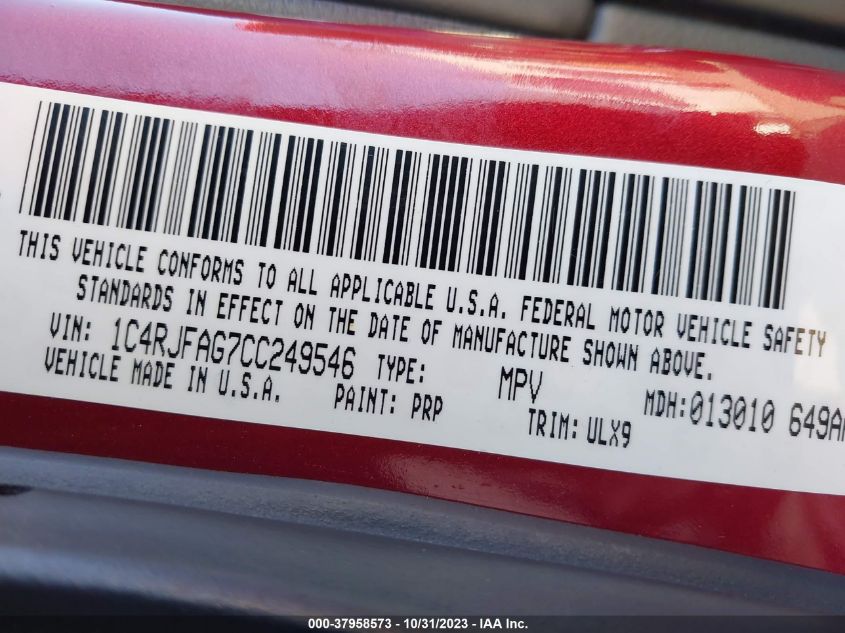 THIS VEHICLE CONFORMS TO ALL APPLICABLE U.S.A. FEDERAL MOTOR VEHICLE SAFETY
STANDARDS IN EFFECT ON THE DATE OF MANUFACTURE SHOWN ABOVE.
VIN: 1C4RJFAG7CC249546 TYPE: MPV MDH:013010 649A
VEHICLE MADE IN U.S.A. PAINT: PRP TRIM: ULX9
000-37958573 | 10/31/2023 | © IAA Inc.